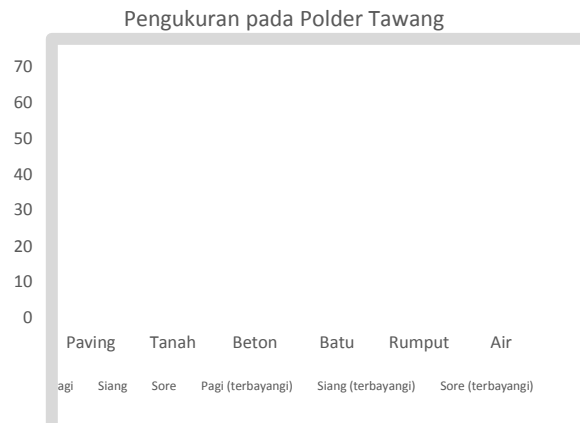 Pengukuran pada Polder Tawang
70
60
50
40
30
20
10
0
Paving Tanah Beton Batu Rumput Air
agi Siang Sore Pagi (terbayangi) Siang (terbayangi) Sore (terbayangi)